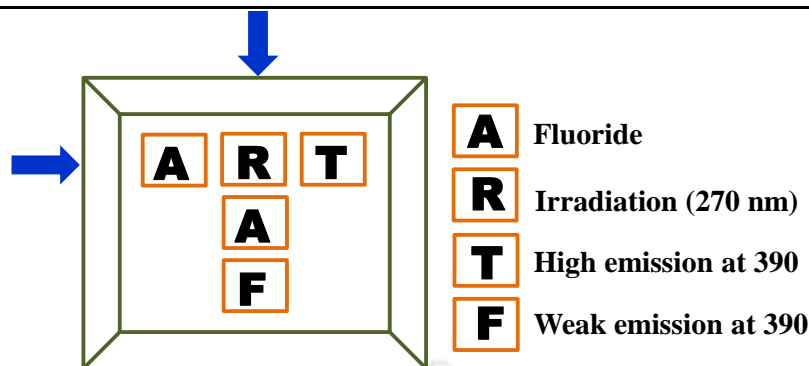 A R T
A
F
A Fluoride
R Irradiation (270 nm)
T High emission at 390
F Weak emission at 390